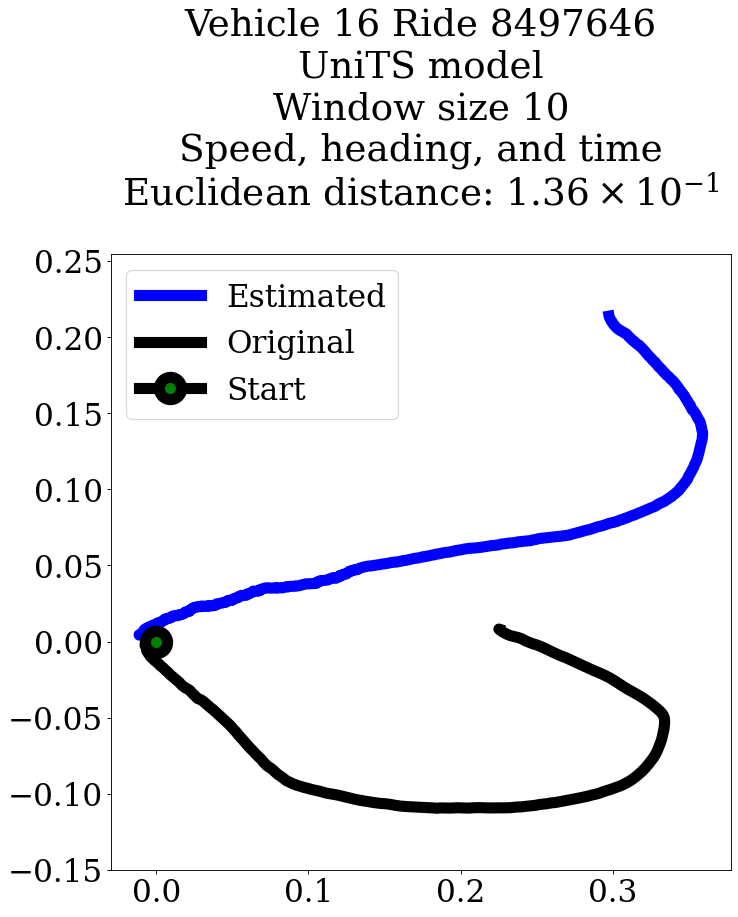 Vehicle 16 Ride 8497646
UniTS model
Window size 10
Speed, heading, and time
Euclidean distance: 1.36 × 10⁻¹
0.25
Estimated
Original
Start
0.20
0.15
0.10
0.05
0.00
−0.05
−0.10
−0.15
0.0 0.1 0.2 0.3